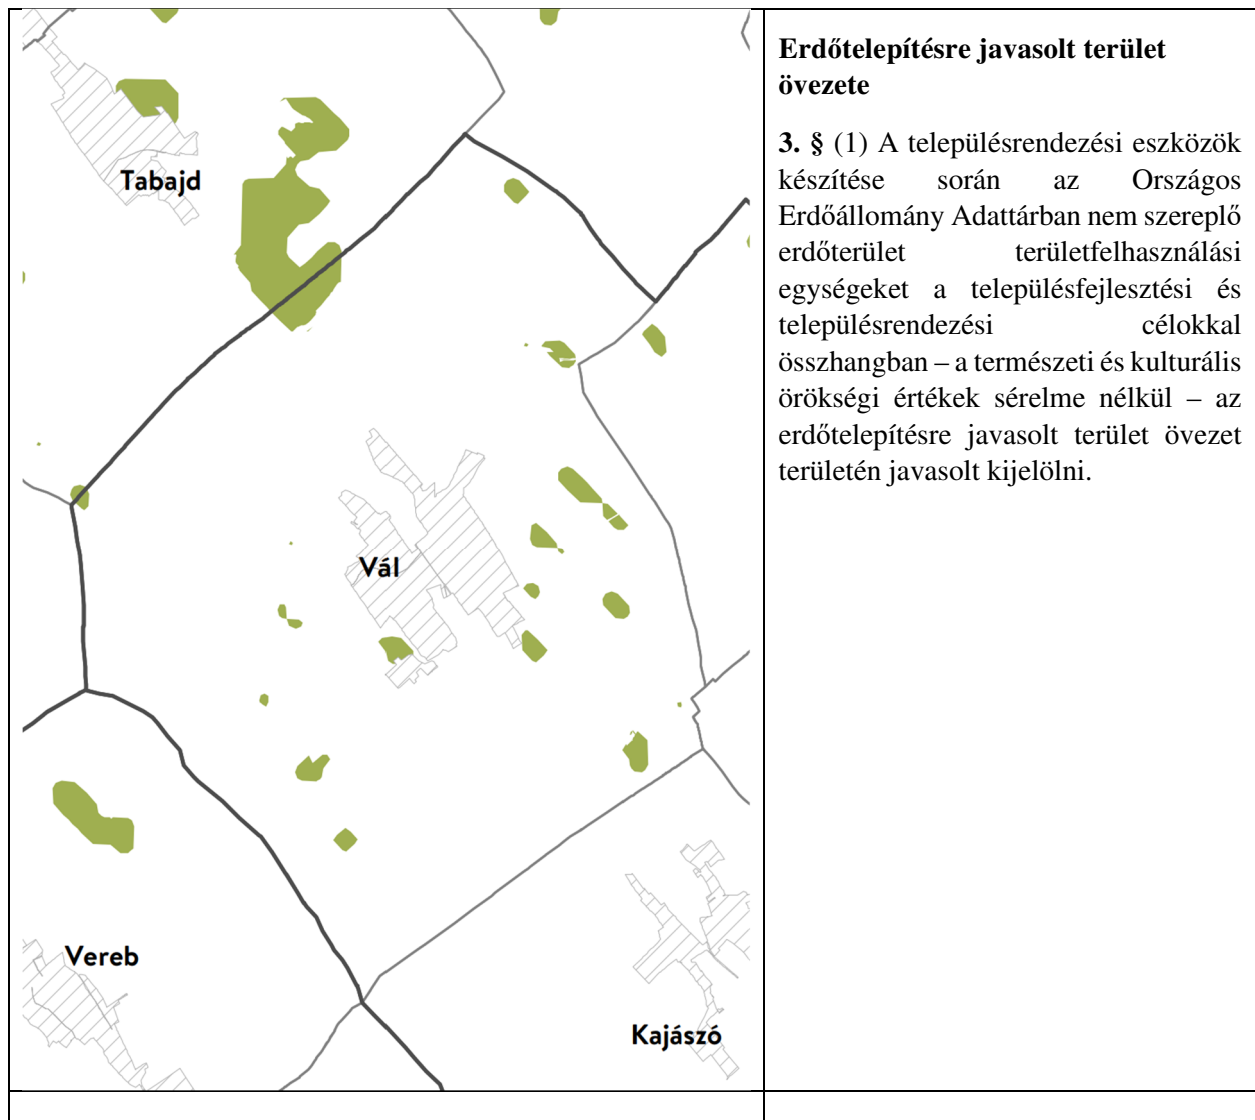 Tabajd
Vál
Vereb
Kajászó
Erdőtelepítésre javasolt terület
övezete
3. § (1) A településrendezési eszközök
készítése során az Országos
Erdőállomány Adattárban nem szereplő
erdőterület területfelhasználási
egységeket a településfejlesztési és
településrendezési célokkal
összhangban – a természeti és kulturális
örökségi értékek sérelme nélkül – az
erdőtelepítésre javasolt terület övezet
területén javasolt kijelölni.